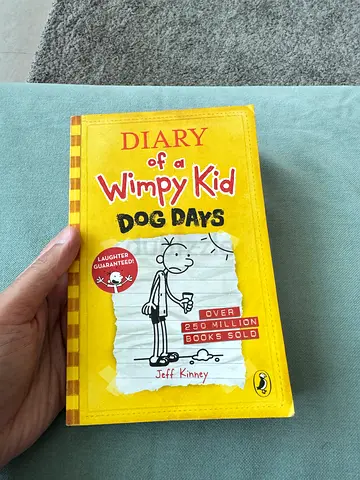 DIARY
of a
Wimpy Kid
DOG DAYS
LAUGHTER
GUARANTEED!
OVER
250 MILLION
BOOKS SOLD
Jeff Kinney